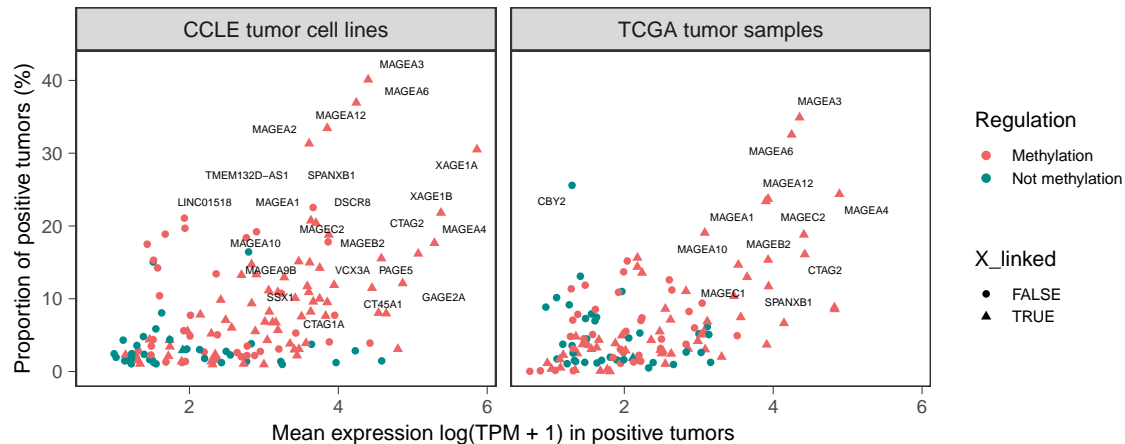 CCLE tumor cell lines
TCGA tumor samples
Proportion of positive tumors (%)
40
30
20
10
0
MAGEA3
MAGEA6
MAGEA12
MAGEA2
XAGE1A
TMEM132D-AS1
SPANXB1
XAGE1B
LINC01518
MAGEA1
DSCR8
CTAG2
MAGEC2
MAGEA4
MAGEA10
MAGEB2
MAGEA9B
VCX3A
PAGE5
SSX1
CT45A1
GAGE2A
CTAG1A
MAGEA3
MAGEA6
MAGEA12
CBY2
MAGEA4
MAGEA1
MAGEC2
MAGEA10
MAGEB2
CTAG2
MAGEC1
SPANXB1
2
4
6
2
4
6
Mean expression log(TPM + 1) in positive tumors
Regulation
Methylation
Not methylation
X_linked
FALSE
TRUE